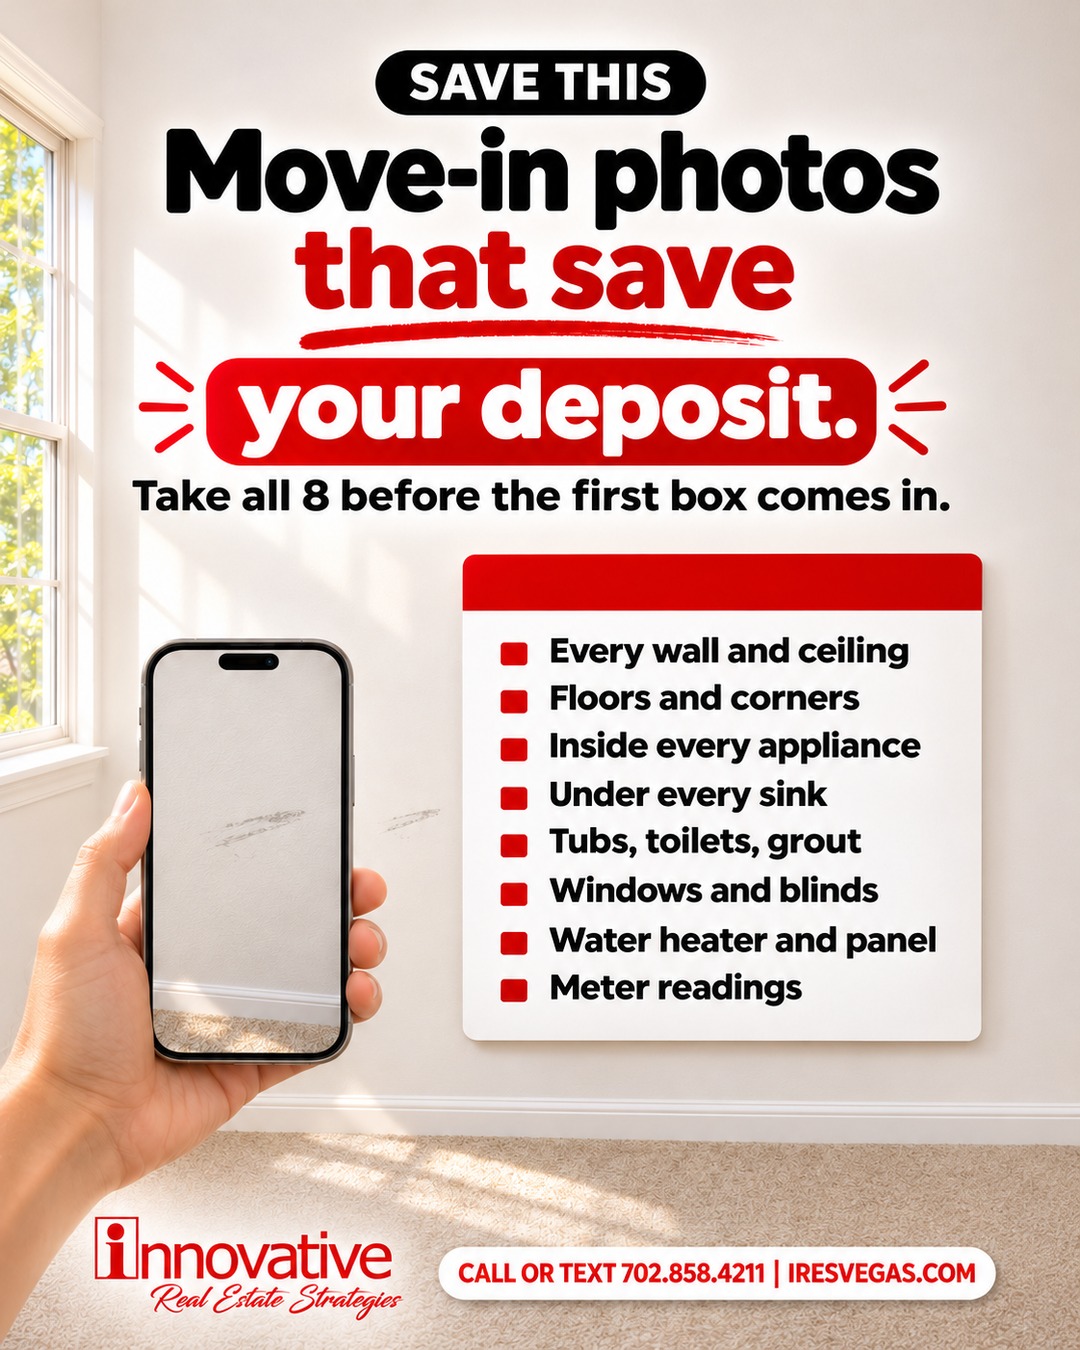 SAVE THIS
Move-in photos
that save
your deposit.
Take all 8 before the first box comes in.
Every wall and ceiling
Floors and corners
Inside every appliance
Under every sink
Tubs, toilets, grout
Windows and blinds
Water heater and panel
Meter readings
innovative
Real Estate Strategies
CALL OR TEXT 702.858.4211 | IRESVEGAS.COM